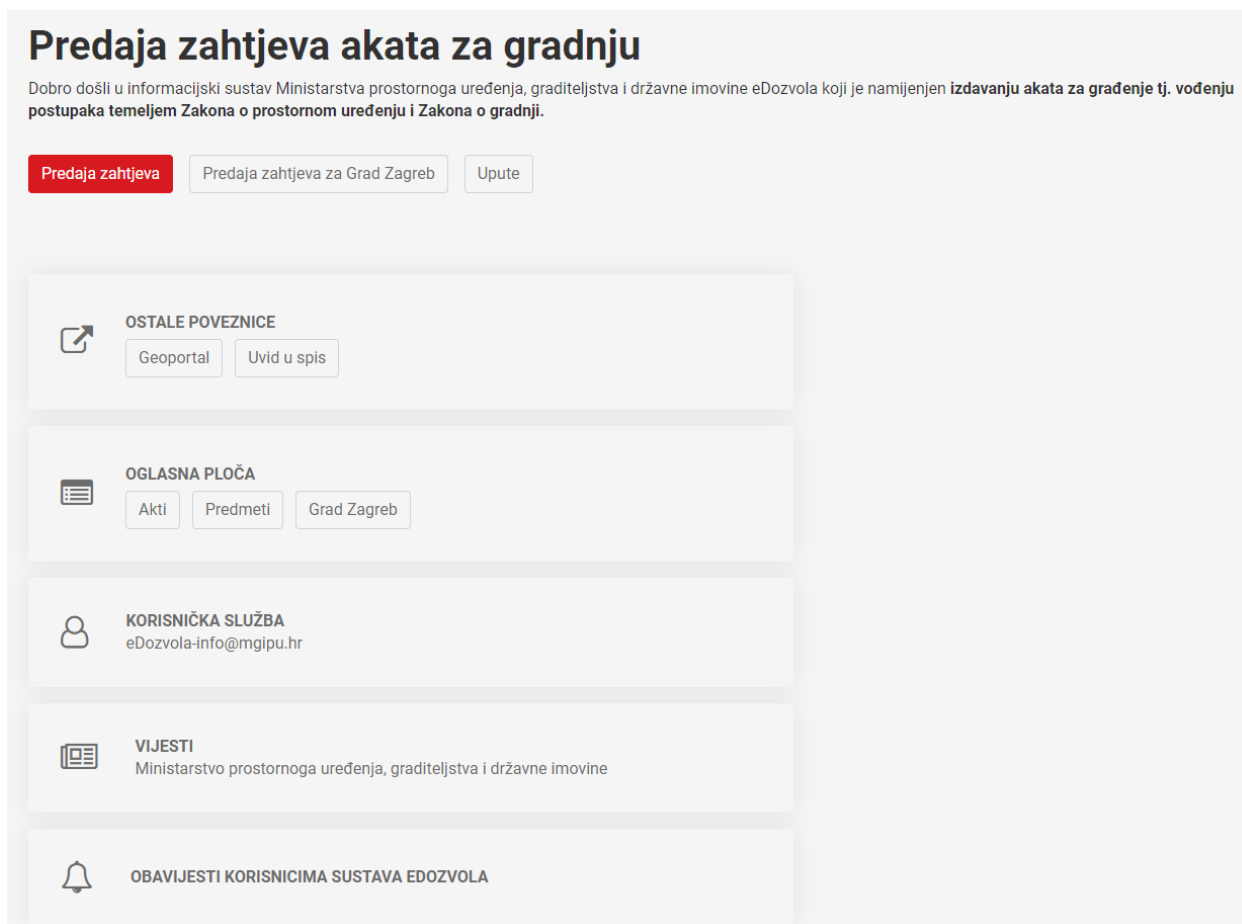 Predaja zahtjeva akata za gradnju
Dobro došli u informacijski sustav Ministarstva prostornoga uređenja, graditeljstva i državne imovine eDozvola koji je namijenjen izdavanju akata za građenje tj. vođenju
postupaka temeljem Zakona o prostornom uređenju i Zakona o gradnji.
Predaja zahtjeva Predaja zahtjeva za Grad Zagreb Upute
OSTALE POVEZNICE
Geoportal Uvid u spis
OGLASNA PLOČA
Akti Predmeti Grad Zagreb
KORISNIČKA SLUŽBA
eDozvola-info@mgipu.hr
VIJESTI
Ministarstvo prostornoga uređenja, graditeljstva i državne imovine
OBAVIJESTI KORISNICIMA SUSTAVA EDOZVOLA